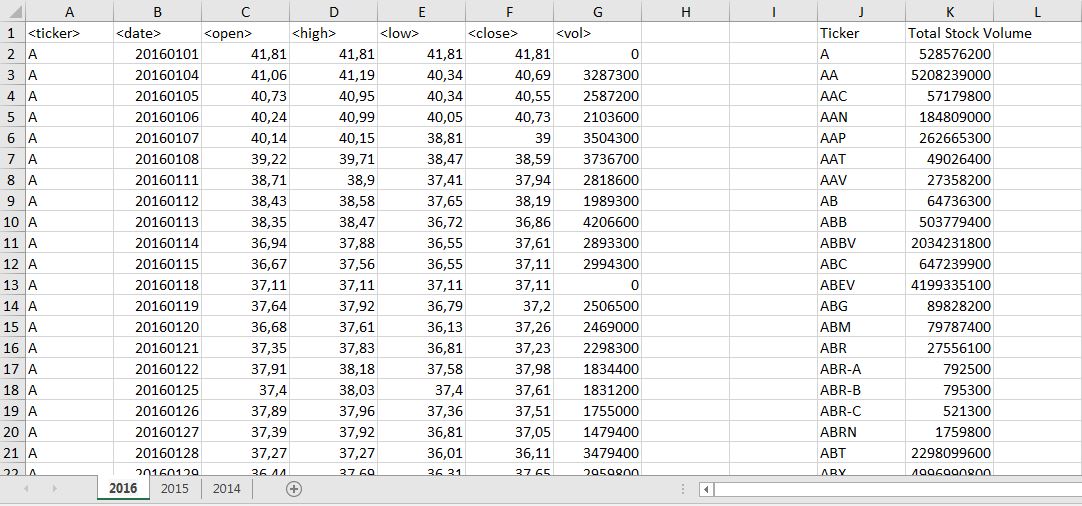 A B C D E F G H I J K L
1 <ticker> <date> <open> <high> <low> <close> <vol> Ticker Total Stock Volume
2 A 20160101 41,81 41,81 41,81 41,81 0 A 528576200
3 A 20160104 41,06 41,19 40,34 40,69 3287300 AA 5208239000
4 A 20160105 40,73 40,95 40,34 40,55 2587200 AAC 57179800
5 A 20160106 40,24 40,99 40,05 40,73 2103600 AAN 184809000
6 A 20160107 40,14 40,15 38,81 39 3504300 AAP 262665300
7 A 20160108 39,22 39,71 38,47 38,59 3736700 AAT 49026400
8 A 20160111 38,71 38,9 37,41 37,94 2818600 AAV 27358200
9 A 20160112 38,43 38,58 37,65 38,19 1989300 AB 64736300
10 A 20160113 38,35 38,47 36,72 36,86 4206600 ABB 503779400
11 A 20160114 36,94 37,88 36,55 37,61 2893300 ABBV 2034231800
12 A 20160115 36,67 37,56 36,55 37,11 2994300 ABC 647239900
13 A 20160118 37,11 37,11 37,11 37,11 0 ABEV 4199335100
14 A 20160119 37,64 37,92 36,79 37,2 2506500 ABG 89828200
15 A 20160120 36,68 37,61 36,13 37,26 2469000 ABM 79787400
16 A 20160121 37,35 37,83 36,81 37,23 2298300 ABR 27556100
17 A 20160122 37,91 38,18 37,58 37,98 1834400 ABR-A 792500
18 A 20160125 37,4 38,03 37,4 37,61 1831200 ABR-B 795300
19 A 20160126 37,89 37,96 37,36 37,51 1755000 ABR-C 521300
20 A 20160127 37,39 37,92 36,81 37,05 1479400 ABRN 1759800
21 A 20160128 37,27 37,27 36,01 36,11 3479400 ABT 2298099600
22 A 20160129 36,44 37,69 36,31 37,65 2959800 ABX 4996990800
2016 2015 2014